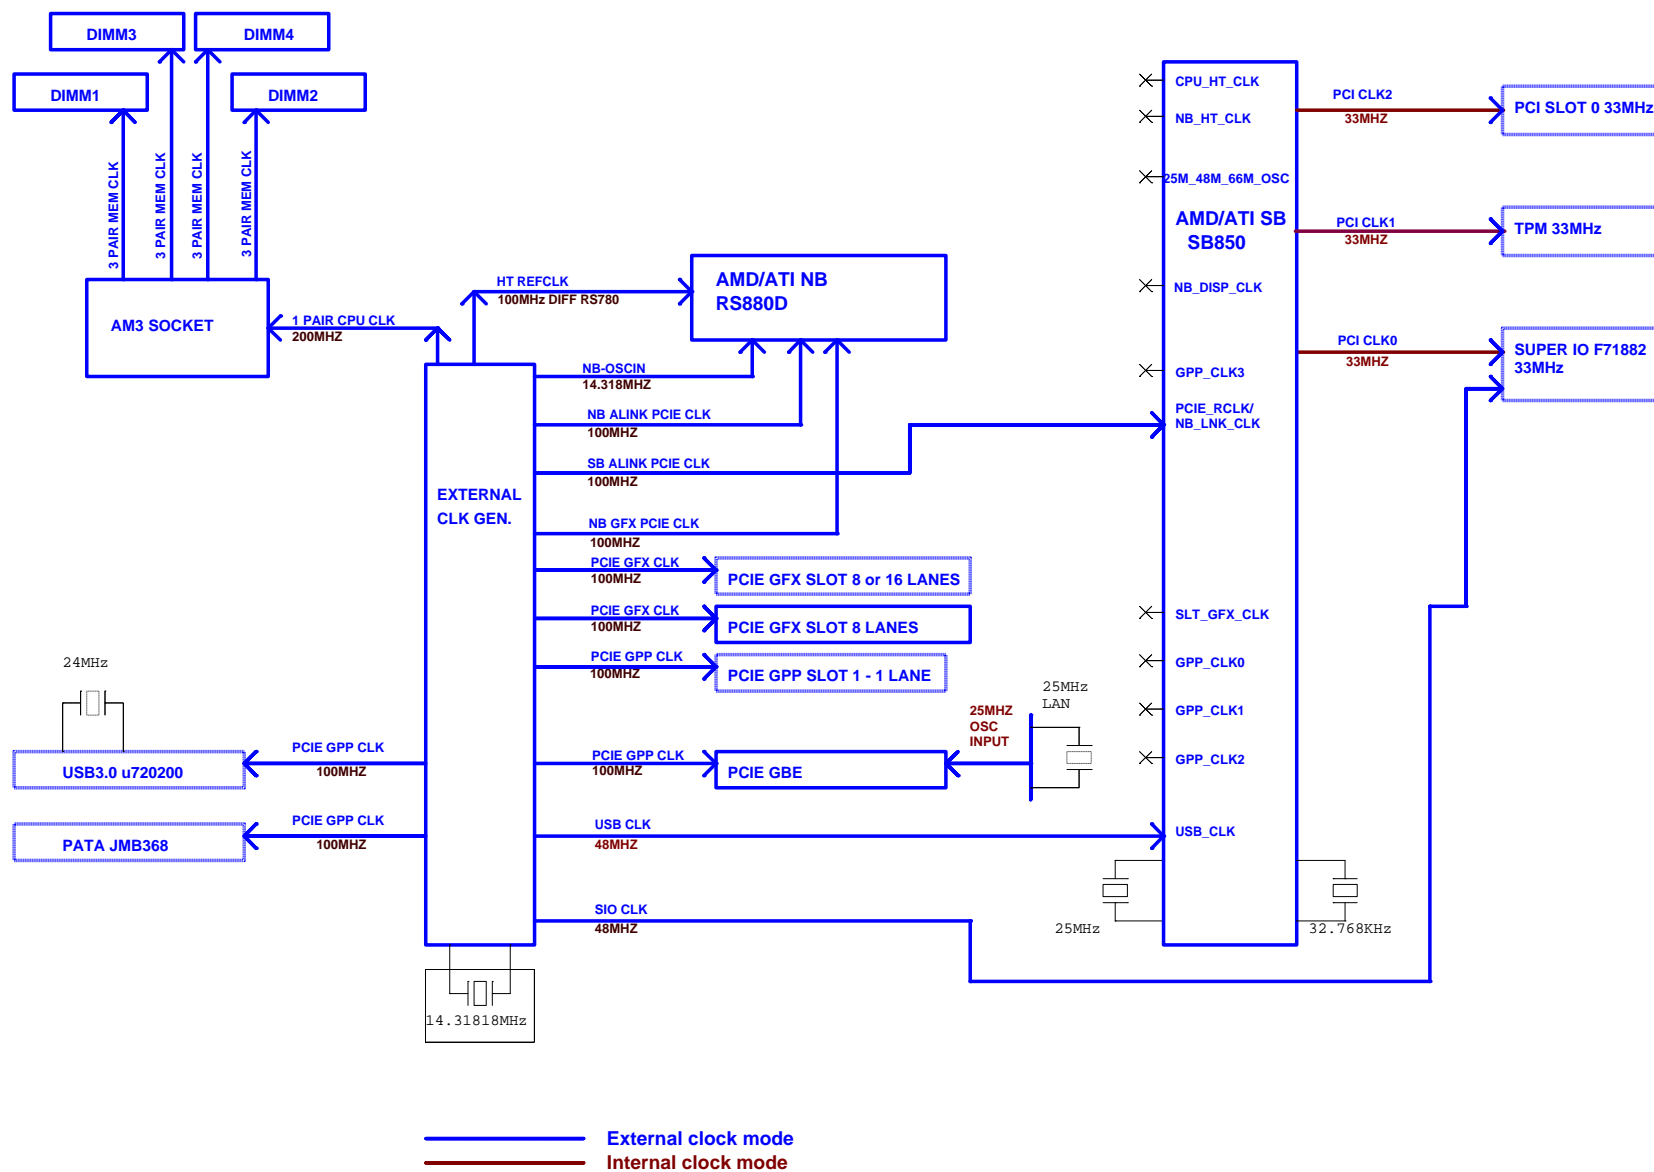 DIMM3
DIMM4
DIMM1
DIMM2
3 PAIR MEM CLK
3 PAIR MEM CLK
3 PAIR MEM CLK
3 PAIR MEM CLK
AM3 SOCKET
1 PAIR CPU CLK
200MHZ
HT REFCLK
100MHz DIFF RS780
AMD/ATI NB
RS880D
EXTERNAL
CLK GEN.
NB-OSCIN
14.318MHZ
NB ALINK PCIE CLK
100MHZ
SB ALINK PCIE CLK
100MHZ
NB GFX PCIE CLK
100MHZ
PCIE GFX CLK
100MHZ
PCIE GFX SLOT 8 or 16 LANES
PCIE GFX CLK
100MHZ
PCIE GFX SLOT 8 LANES
PCIE GPP CLK
100MHZ
PCIE GPP SLOT 1 - 1 LANE
24MHz
USB3.0 u720200
PCIE GPP CLK
100MHZ
PATA JMB368
PCIE GPP CLK
100MHZ
PCIE GPP CLK
100MHZ
PCIE GBE
25MHZ
OSC
INPUT
25MHz
LAN
USB CLK
48MHZ
SIO CLK
48MHZ
14.31818MHz
CPU_HT_CLK
NB_HT_CLK
25M_48M_66M_OSC
AMD/ATI SB
SB850
NB_DISP_CLK
GPP_CLK3
PCIE_RCLK/
NB_LNK_CLK
SLT_GFX_CLK
GPP_CLK0
GPP_CLK1
GPP_CLK2
USB_CLK
25MHz
32.768KHz
PCI CLK2
33MHZ
PCI SLOT 0 33MHz
PCI CLK1
33MHZ
TPM 33MHz
PCI CLK0
33MHZ
SUPER IO F71882
33MHz
External clock mode
Internal clock mode